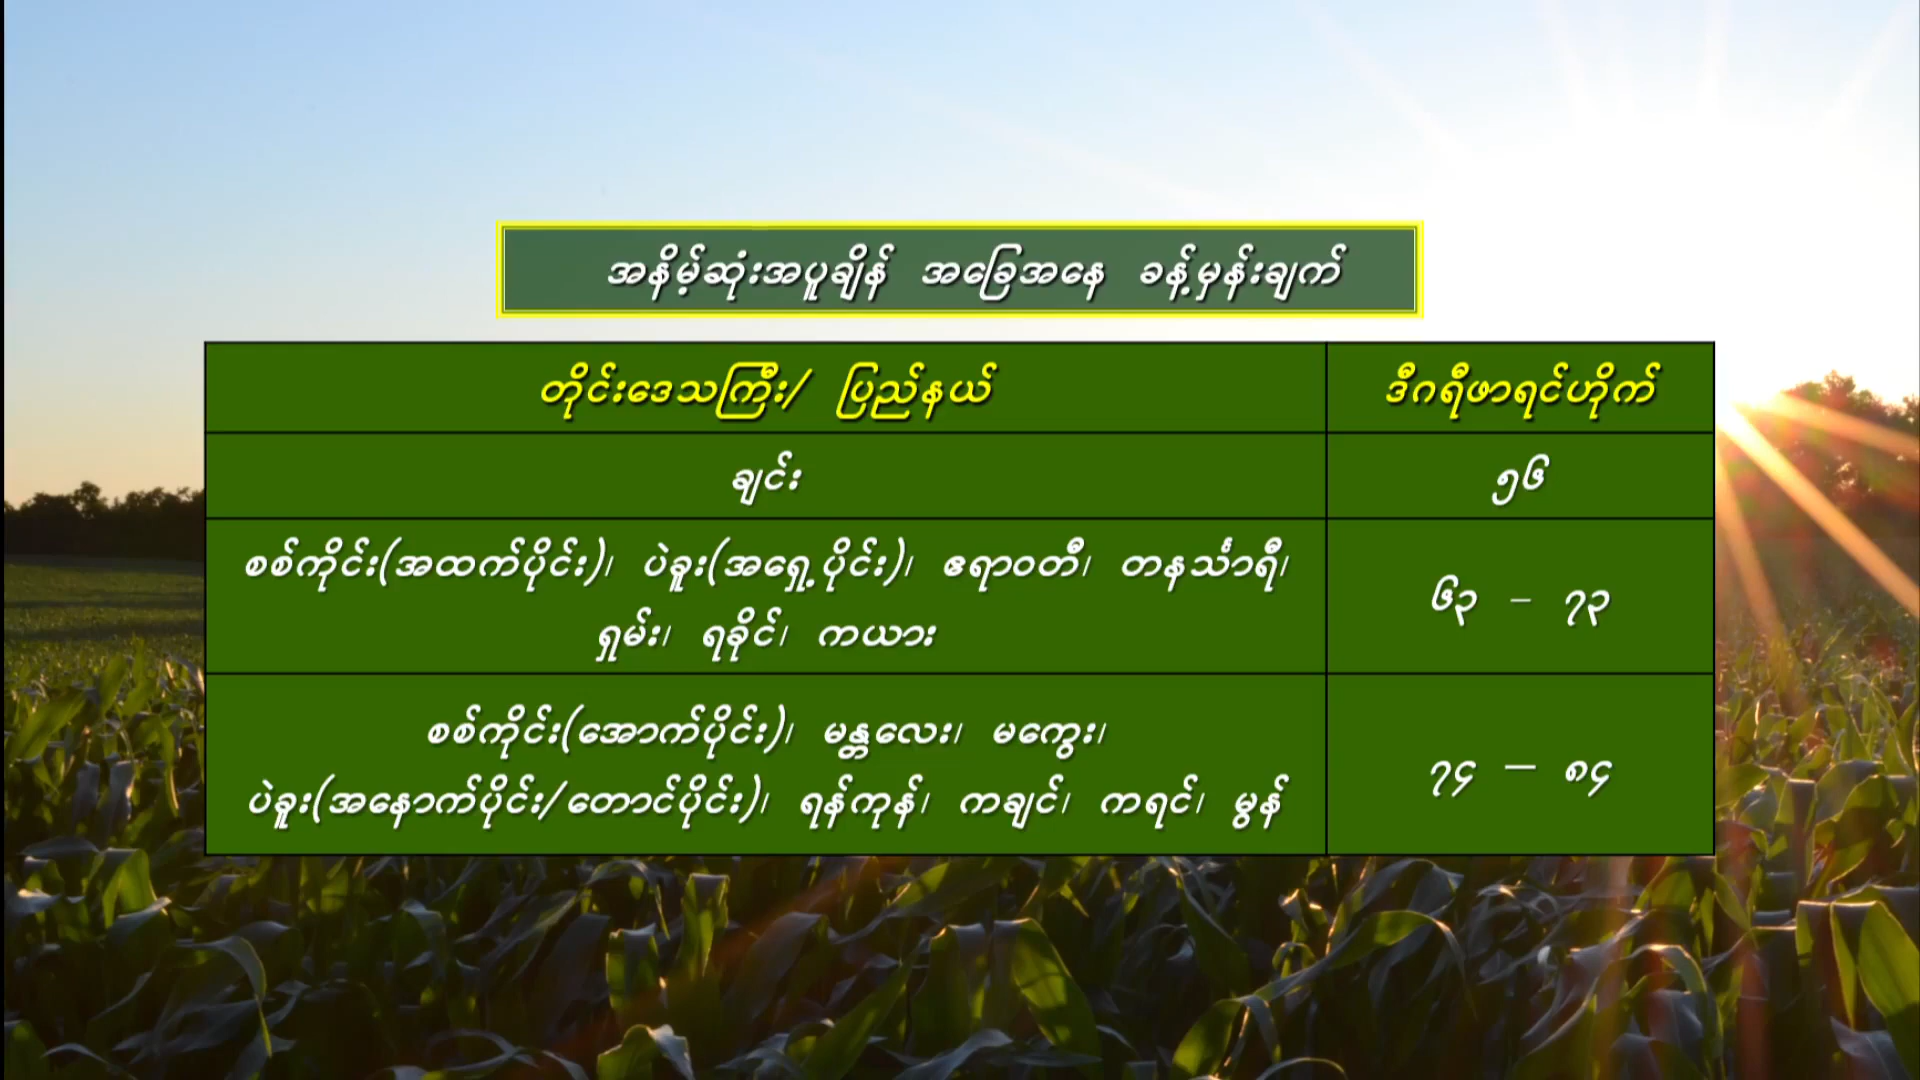 အနိမ့်ဆုံးအပူချိန် အခြေအနေ ခန့်မှန်းချက်
တိုင်းဒေသကြီး/ ပြည်နယ်
ဒီဂရီဖာရင်ဟိုက်
ချင်း
၅၆
စစ်ကိုင်း(အထက်ပိုင်း)၊ ပဲခူး(အရှေ့ပိုင်း)၊ ဧရာဝတီ၊ တနင်္သာရီ၊
ရှမ်း၊ ရခိုင်၊ ကယား
၆၃ – ၇၃
စစ်ကိုင်း(အောက်ပိုင်း)၊ မန္တလေး၊ မကွေး၊
ပဲခူး(အနောက်ပိုင်း/တောင်ပိုင်း)၊ ရန်ကုန်၊ ကချင်၊ ကရင်၊ မွန်
၇၄ – ၈၄